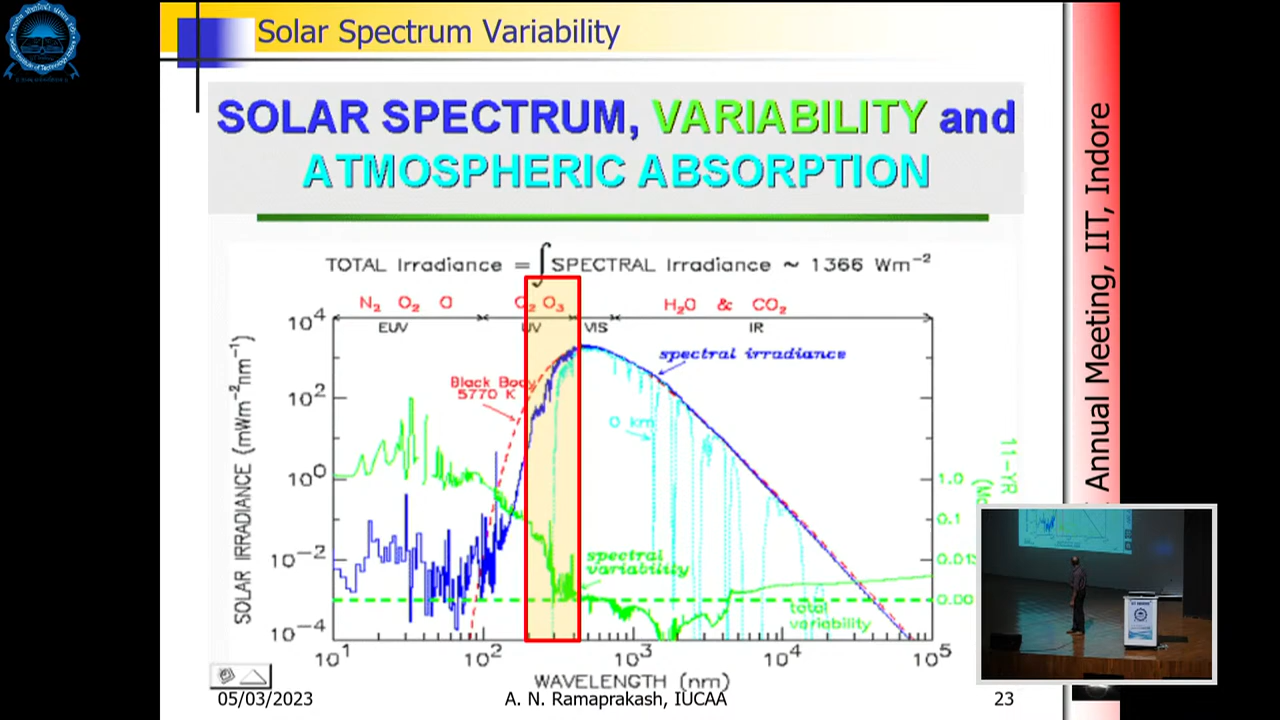 Solar Spectrum Variability
SOLAR SPECTRUM, VARIABILITY and
ATMOSPHERIC ABSORPTION
TOTAL Irradiance = ∫ SPECTRAL Irradiance ~ 1366 Wm⁻²
N₂ O₂ O O₂ O₃ H₂O & CO₂
EUV UV VIS IR
SOLAR IRRADIANCE (mWm⁻²nm⁻¹)
10⁴
10²
10⁰
10⁻²
10⁻⁴
spectral irradiance
Black Body
5770 K
0 km
spectral
variability
total
variability
11-YR
1.0
0.1
0.01
0.00
10¹ 10² 10³ 10⁴ 10⁵
WAVELENGTH (nm)
05/03/2023 A. N. Ramaprakash, IUCAA 23
Annual Meeting, IIT, Indore